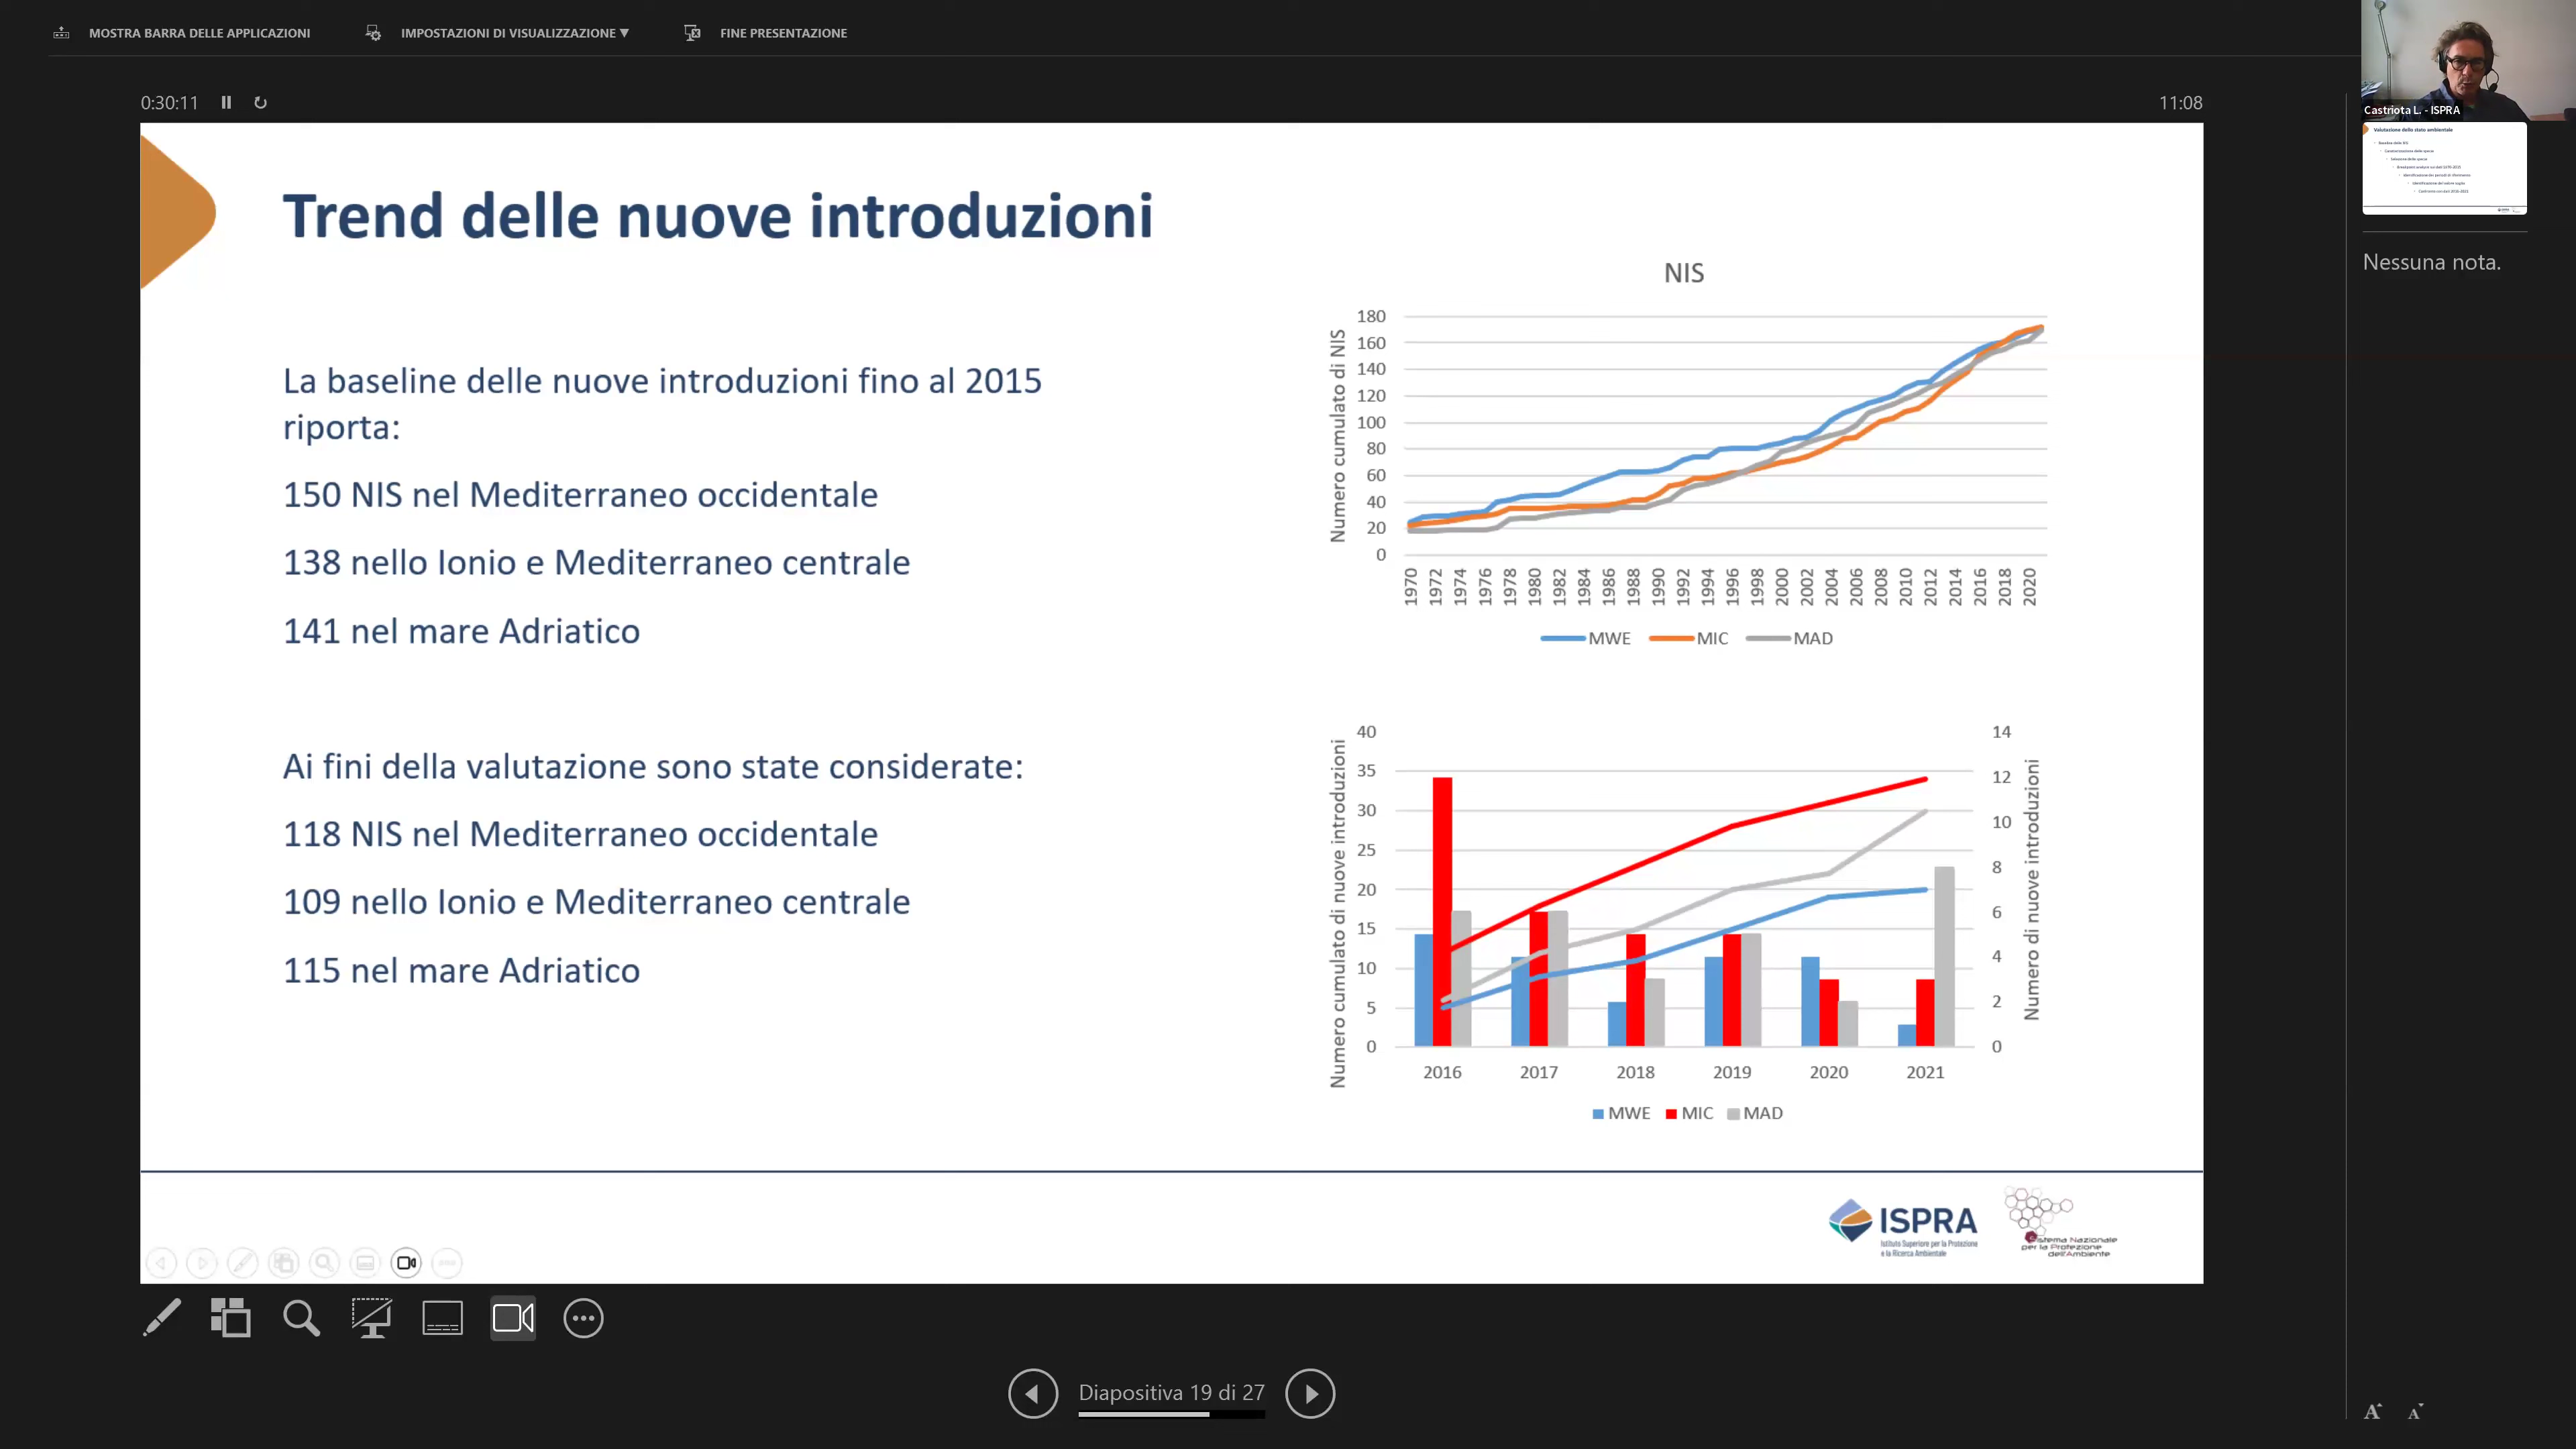 MOSTRA BARRA DELLE APPLICAZIONI
IMPOSTAZIONI DI VISUALIZZAZIONE ▼
FINE PRESENTAZIONE
0:30:11
11:08
Castriota L. - ISPRA
Valutazione dello stato ambientale
Nessuna nota.
Trend delle nuove introduzioni
La baseline delle nuove introduzioni fino al 2015
riporta:
150 NIS nel Mediterraneo occidentale
138 nello Ionio e Mediterraneo centrale
141 nel mare Adriatico
Ai fini della valutazione sono state considerate:
118 NIS nel Mediterraneo occidentale
109 nello Ionio e Mediterraneo centrale
115 nel mare Adriatico
NIS
Numero cumulato di NIS
180
160
140
120
100
80
60
40
20
0
1970 1972 1974 1976 1978 1980 1982 1984 1986 1988 1990 1992 1994 1996 1998 2000 2002 2004 2006 2008 2010 2012 2014 2016 2018 2020
MWE MIC MAD
Numero cumulato di nuove introduzioni
40
35
30
25
20
15
10
5
0
14
12
10
8
6
4
2
0
Numero di nuove introduzioni
2016 2017 2018 2019 2020 2021
MWE MIC MAD
ISPRA
Istituto Superiore per la Protezione
e la Ricerca Ambientale
Sistema Nazionale
per la Protezione
dell'Ambiente
Diapositiva 19 di 27
A A